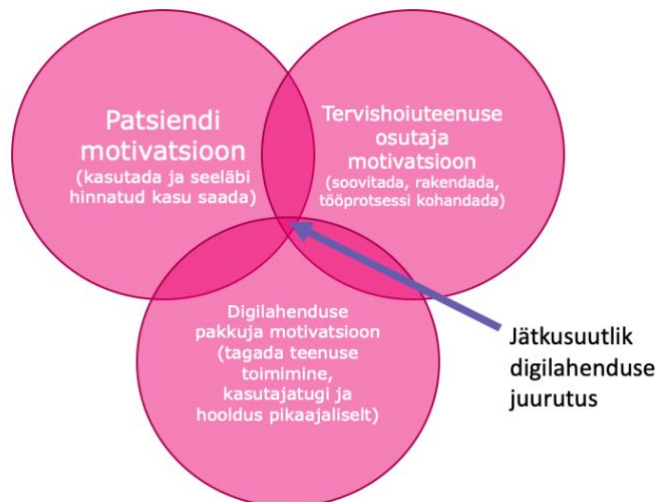 Patsiendi
motivatsioon
(kasutada ja seeläbi
hinnatud kasu saada)
Tervishoiuteenuse
osutaja
motivatsioon
(soovitada, rakendada,
tööprotsessi kohandada)
Digilahenduse
pakkuja motivatsioon
(tagada teenuse
toimimine,
kasutajatugi ja
hooldus pikaajaliselt)
Jätkusuutlik
digilahenduse
juurutus